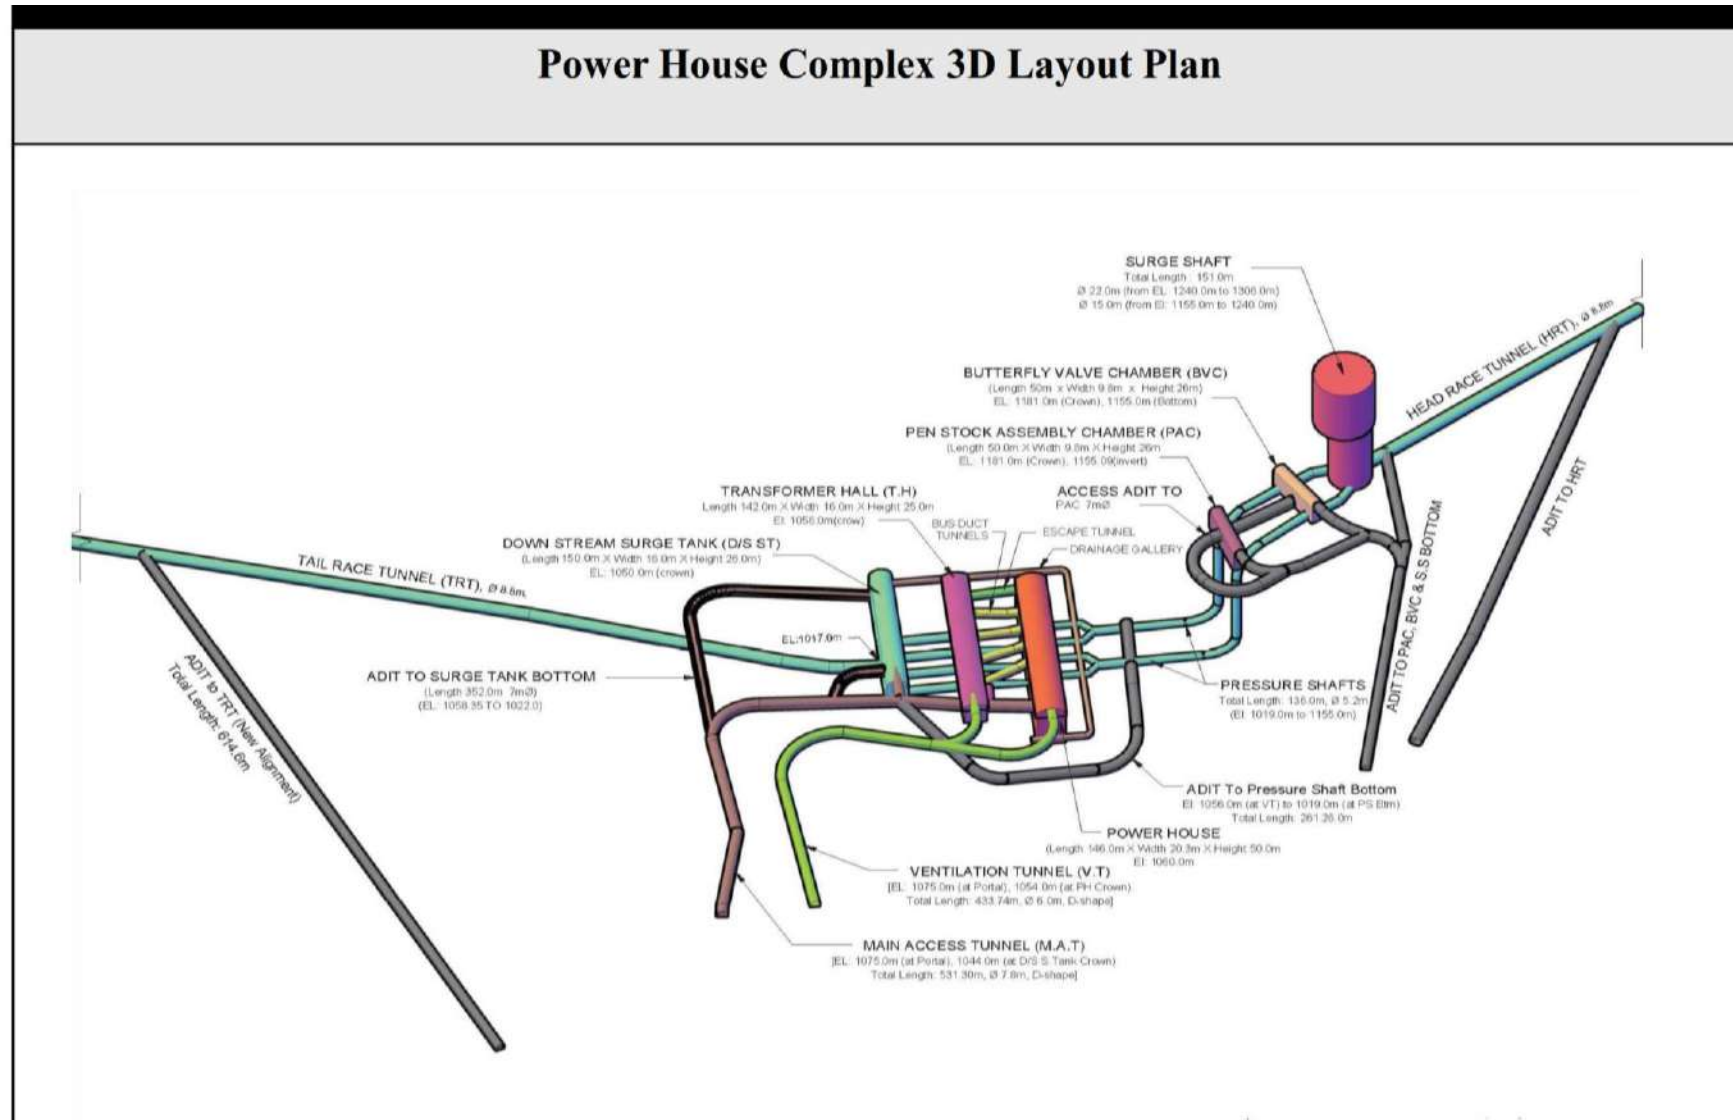 Power House Complex 3D Layout Plan
SURGE SHAFT
Total Length : 151.0m
Ø 22.0m (from EL: 1240.0m to 1306.0m)
Ø 15.0m (from El: 1155.0m to 1240.0m)
HEAD RACE TUNNEL (HRT), Ø 8.8m
BUTTERFLY VALVE CHAMBER (BVC)
(Length 50m x Width 9.8m x Height 26m)
EL: 1181.0m (Crown), 1155.0m (Bottom)
PEN STOCK ASSEMBLY CHAMBER (PAC)
(Length 50.0m X Width 9.8m X Height 26m
EL: 1181.0m (Crown), 1155.09(invert)
ADIT TO HRT
TRANSFORMER HALL (T.H)
Length 142.0m X Width 16.0m X Height 25.0m
El: 1056.0m(crow)
ACCESS ADIT TO
PAC 7mØ
BUS DUCT
TUNNELS
ESCAPE TUNNEL
DRAINAGE GALLERY
DOWN STREAM SURGE TANK (D/S ST)
(Length 150.0m X Width 16.0m X Height 26.0m)
EL: 1060.0m (crown)
ADIT TO PAC, BVC & S.S BOTTOM
TAIL RACE TUNNEL (TRT), Ø 8.8m,
EL:1017.0m
ADIT TO SURGE TANK BOTTOM
(Length 352.0m 7mØ)
(EL: 1058.35 TO 1022.0)
ADIT to TRT (New Alignment)
Total Length: 614.6m
PRESSURE SHAFTS
Total Length: 136.0m, Ø 5.2m
(El: 1019.0m to 1155.0m)
ADIT To Pressure Shaft Bottom
El: 1056.0m (at VT) to 1019.0m (at PS Btm)
Total Length: 261.26.0m
POWER HOUSE
(Length 146.0m X Width 20.3m X Height 50.0m
El: 1060.0m
VENTILATION TUNNEL (V.T)
[EL: 1075.0m (at Portal), 1054.0m (at PH Crown)
Total Length: 433.74m, Ø 6.0m, D-shape]
MAIN ACCESS TUNNEL (M.A.T)
[EL: 1075.0m (at Portal), 1044.0m (at D/S S.Tank Crown)
Total Length: 531.30m, Ø 7.8m, D-shape]